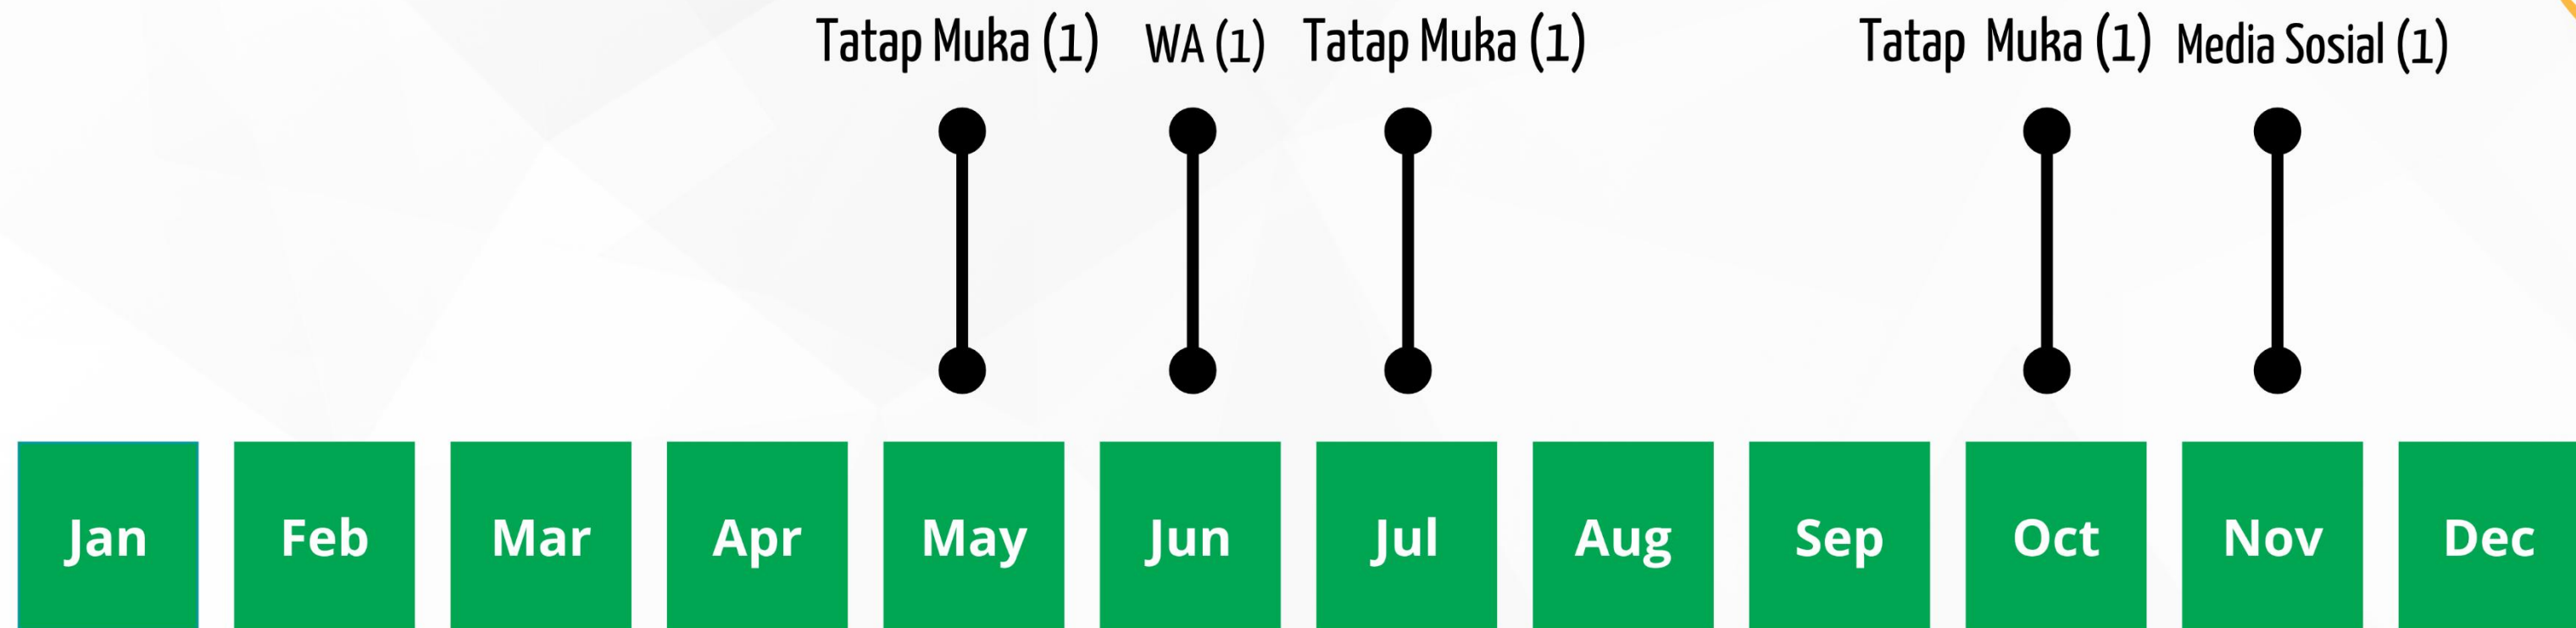 Tatap Muka (1) WA (1) Tatap Muka (1) Tatap Muka (1) Media Sosial (1)
Jan Feb Mar Apr May Jun Jul Aug Sep Oct Nov Dec